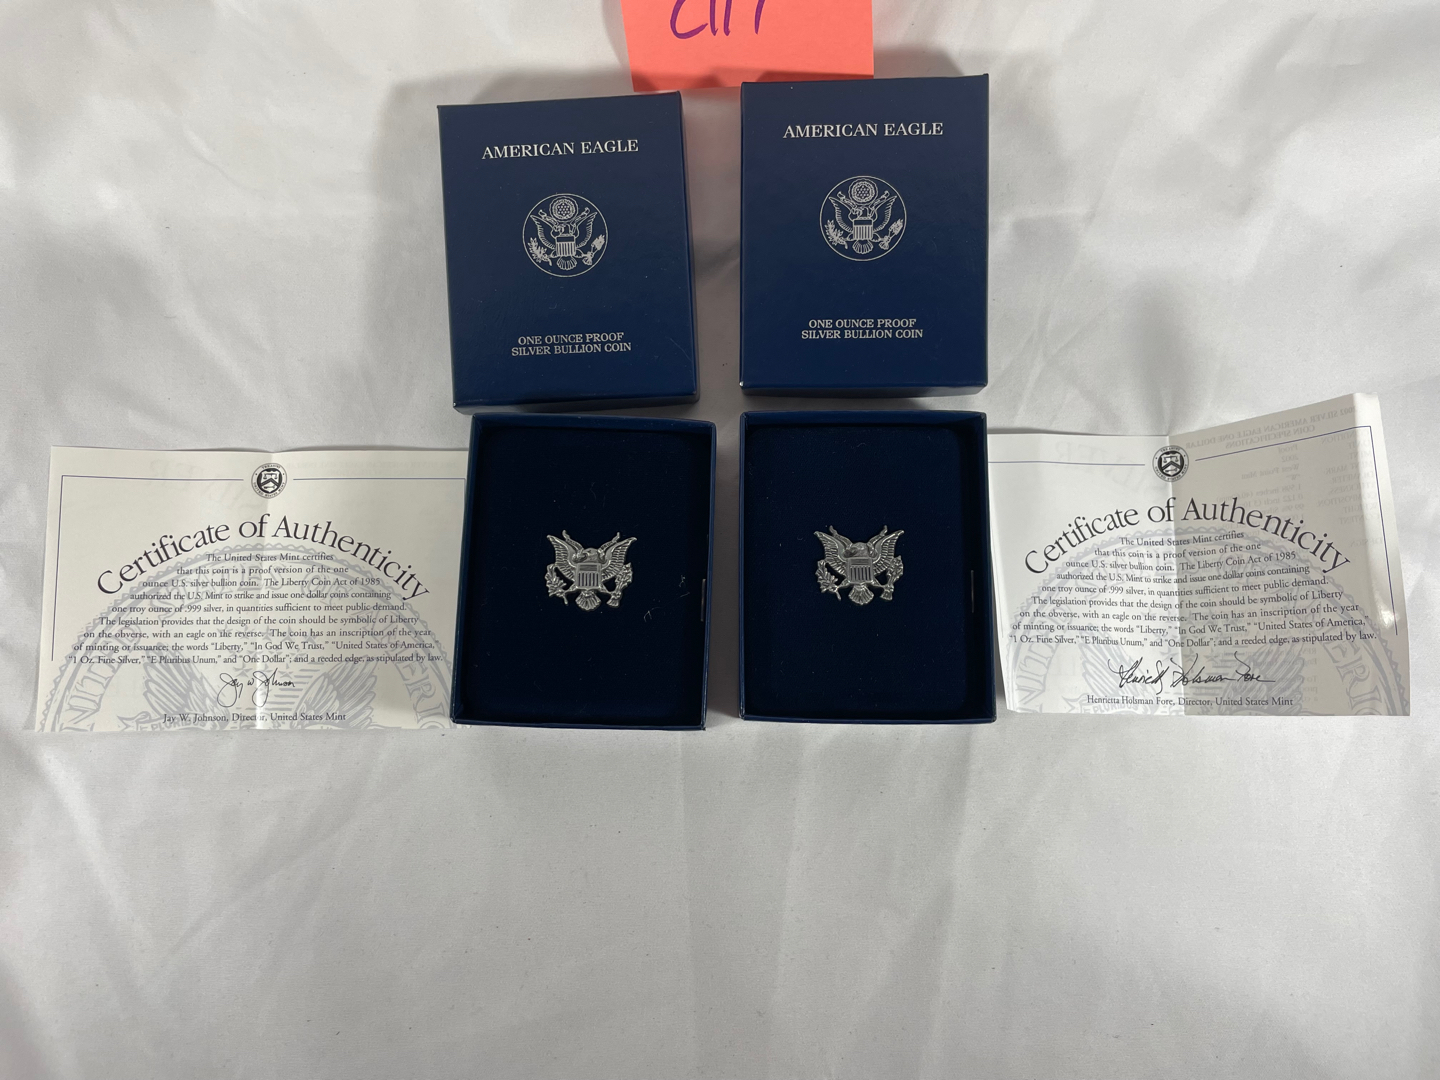 C117
AMERICAN EAGLE
ONE OUNCE PROOF
SILVER BULLION COIN
AMERICAN EAGLE
ONE OUNCE PROOF
SILVER BULLION COIN
Certificate of Authenticity
The United States Mint certifies
that this coin is a proof version of the one
ounce U.S. silver bullion coin. The Liberty Coin Act of 1985
authorized the U.S. Mint to strike and issue one dollar coins containing
one troy ounce of .999 silver, in quantities sufficient to meet public demand.
The legislation provides that the design of the coin should be symbolic of Liberty
on the obverse, with an eagle on the reverse. The coin has an inscription of the year
of minting or issuance; the words "Liberty," "In God We Trust," "United States of America,"
"1 Oz. Fine Silver," "E Pluribus Unum," and "One Dollar"; and a reeded edge, as stipulated by law.
Jay W. Johnson
Jay W. Johnson, Director, United States Mint
Certificate of Authenticity
The United States Mint certifies
that this coin is a proof version of the one
ounce U.S. silver bullion coin. The Liberty Coin Act of 1985
authorized the U.S. Mint to strike and issue one dollar coins containing
one troy ounce of .999 silver, in quantities sufficient to meet public demand.
The legislation provides that the design of the coin should be symbolic of Liberty
on the obverse, with an eagle on the reverse. The coin has an inscription of the year
of minting or issuance; the words "Liberty," "In God We Trust," "United States of America,"
"1 Oz. Fine Silver," "E Pluribus Unum," and "One Dollar"; and a reeded edge, as stipulated by law.
Henrietta Holsman Fore
Henrietta Holsman Fore, Director, United States Mint